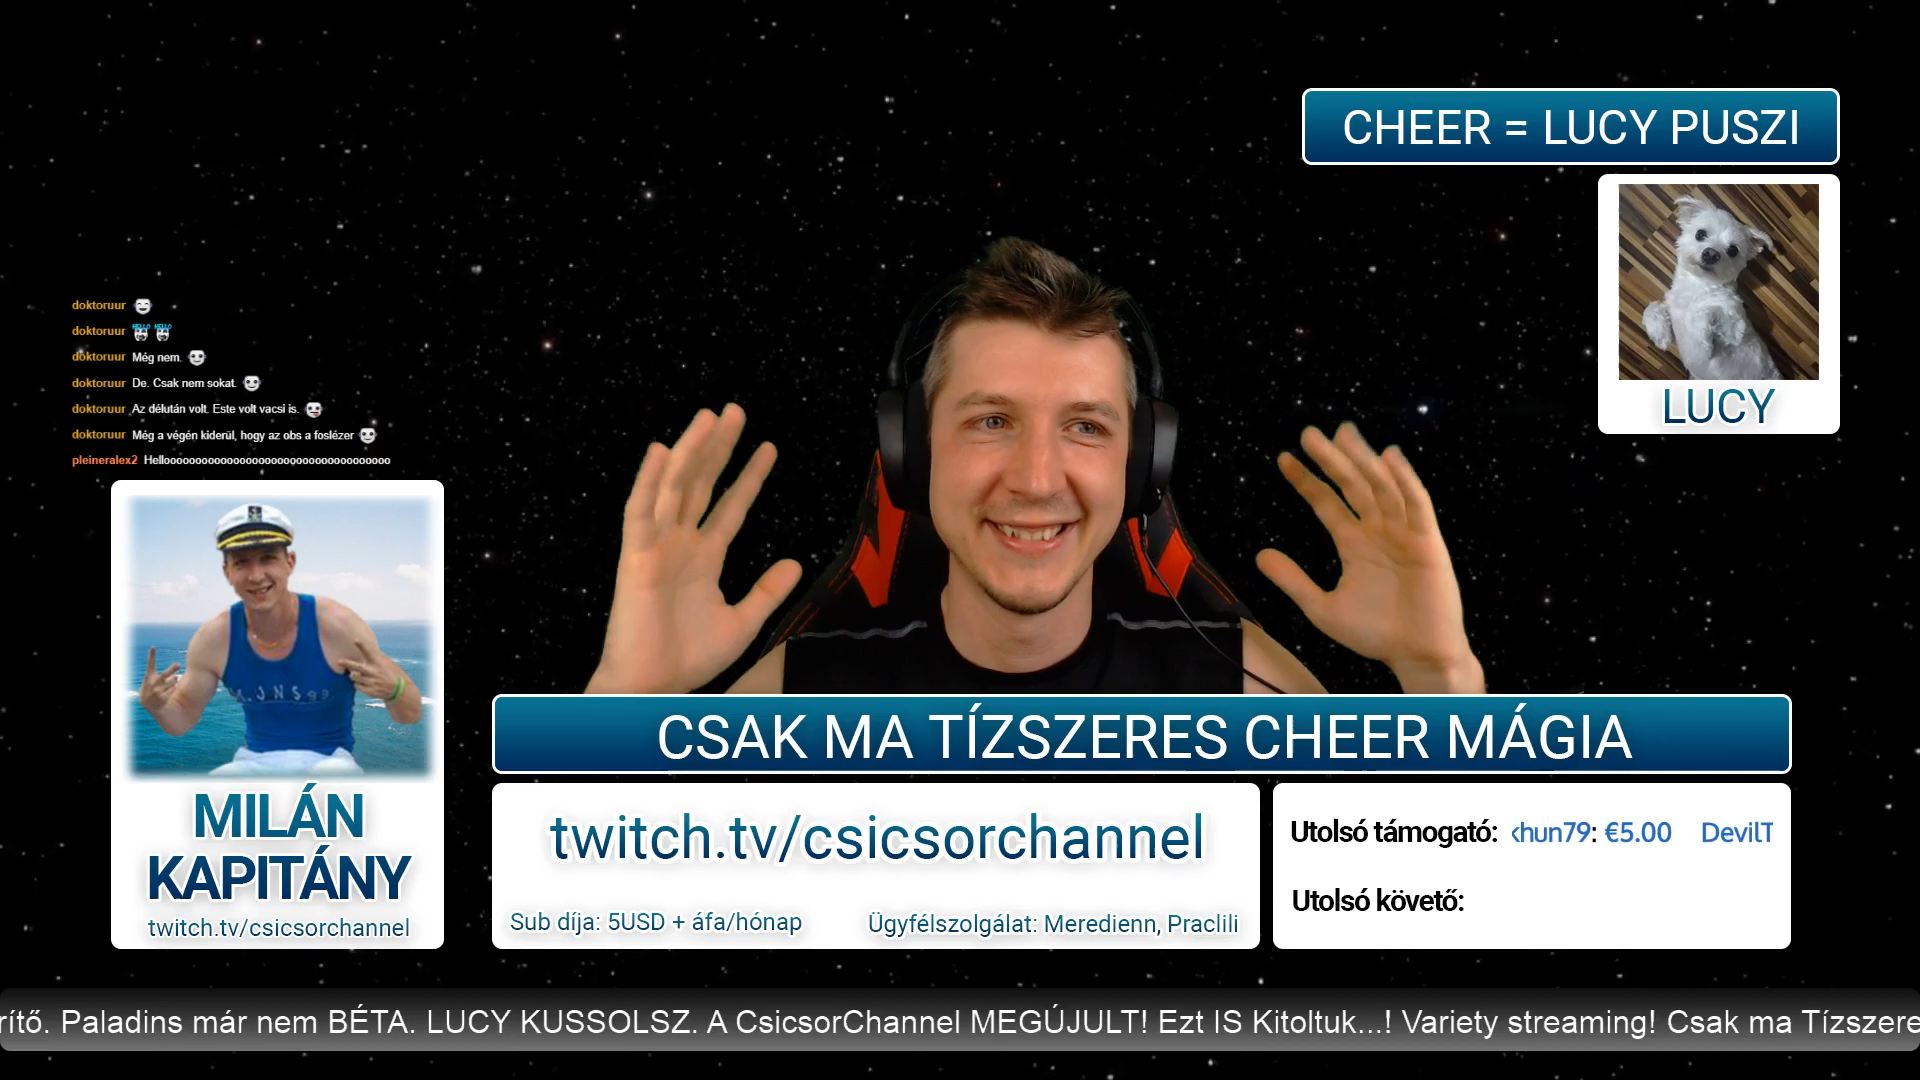 CHEER = LUCY PUSZI
LUCY
doktoruur
doktoruur
doktoruur Még nem.
doktoruur De. Csak nem sokat.
doktoruur Az délután volt. Este volt vacsi is.
doktoruur Még a végén kiderül, hogy az obs a foslézer
pleineralex2
MILÁN
KAPITÁNY
twitch.tv/csicsorchannel
CSAK MA TÍZSZERES CHEER MÁGIA
twitch.tv/csicsorchannel
Sub díja: 5USD + áfa/hónap
Ügyfélszolgálat: Meredienn, Praclili
Utolsó támogató: khun79: €5.00 DevilT
Utolsó követő:
rítő. Paladins már nem BÉTA. LUCY KUSSOLSZ. A CsicsorChannel MEGÚJULT! Ezt IS Kitoltuk...! Variety streaming! Csak ma Tízszere